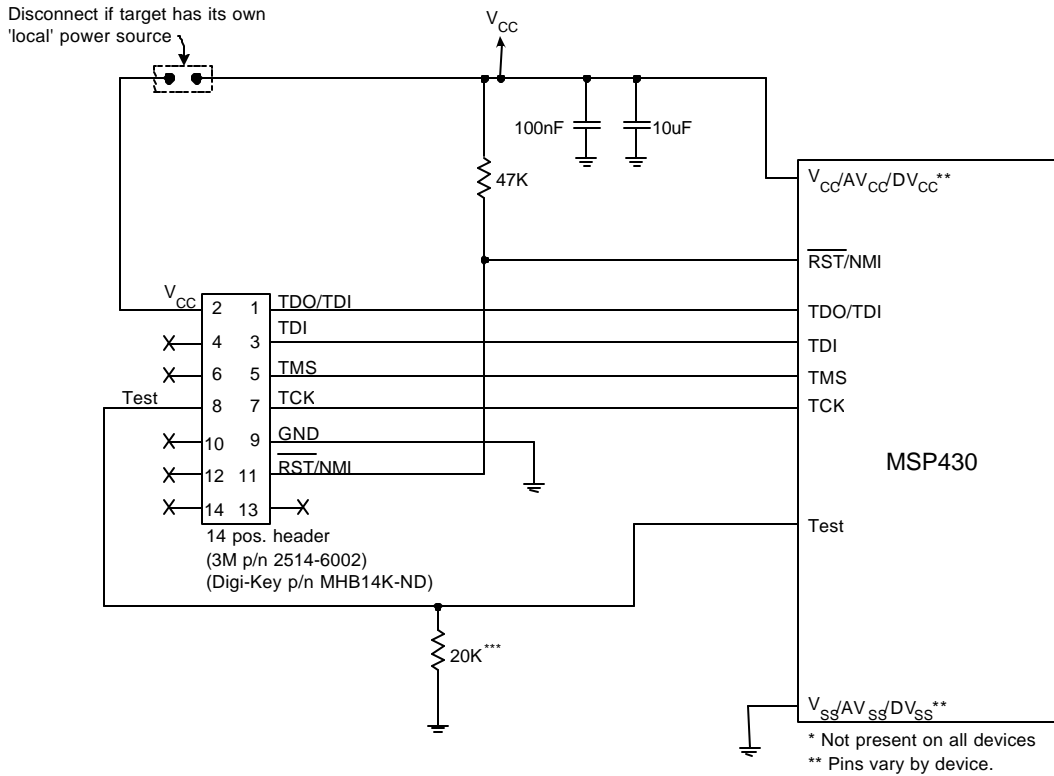 Disconnect if target has its own
'local' power source
VCC
100nF
10uF
47K
VCC/AVCC/DVCC**
RST/NMI
TDO/TDI
TDI
TMS
TCK
MSP430
Test
VSS/AVSS/DVSS**
VCC
2 1 TDO/TDI
4 3 TDI
6 5 TMS
Test
8 7 TCK
10 9 GND
12 11 RST/NMI
14 13
14 pos. header
(3M p/n 2514-6002)
(Digi-Key p/n MHB14K-ND)
20K***
* Not present on all devices
** Pins vary by device.